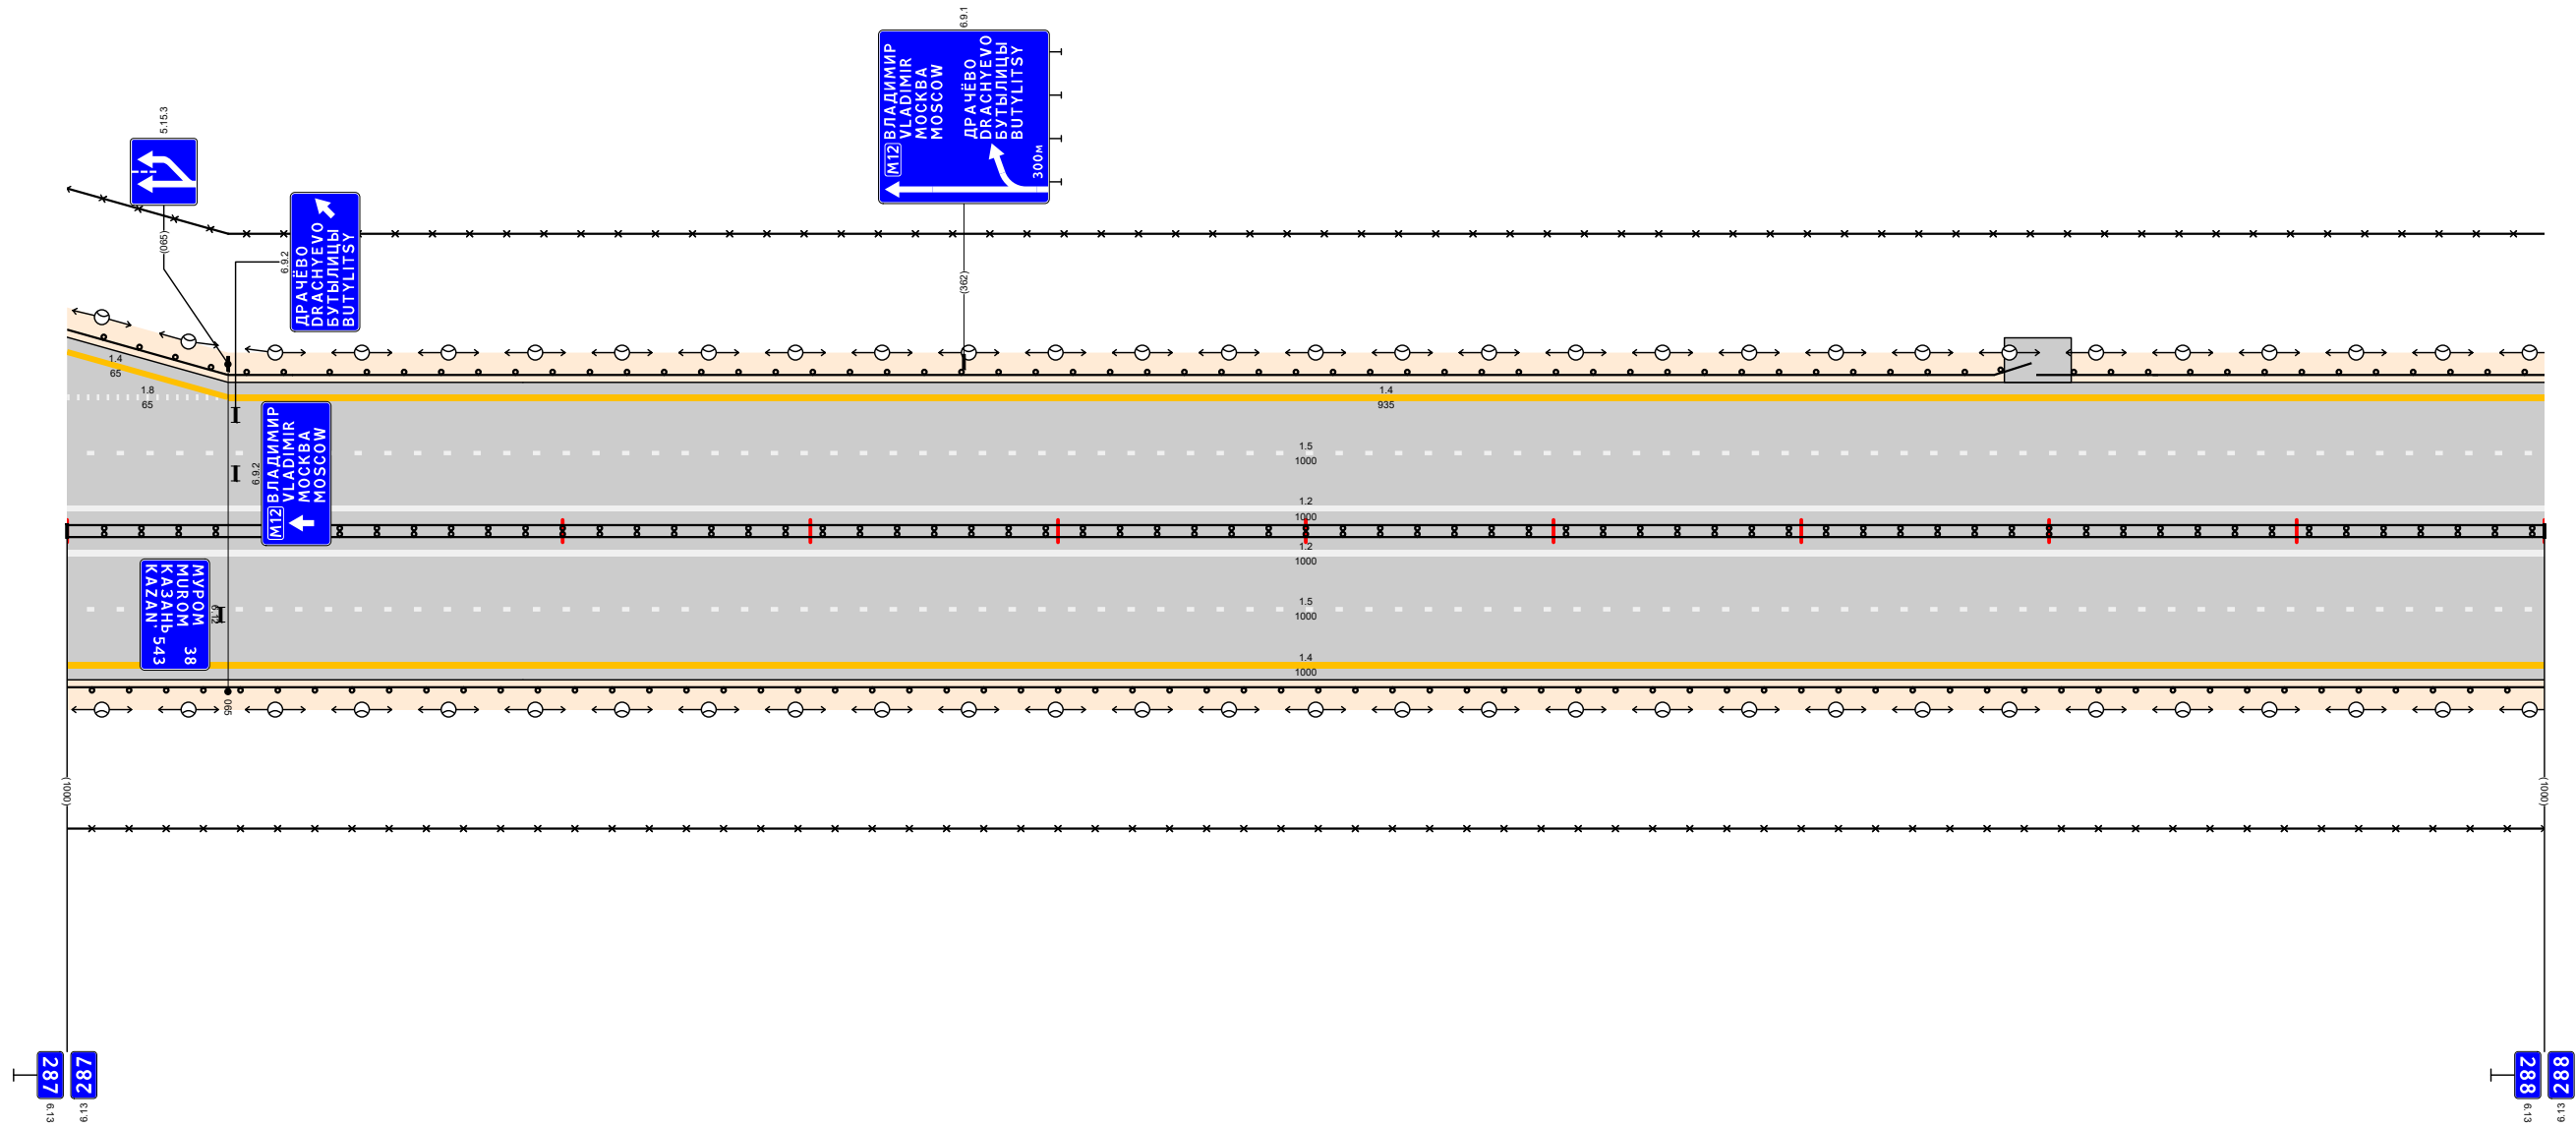 6.9.1
М12 ВЛАДИМИР
VLADIMIR
МОСКВА
MOSCOW
ДРАЧЁВО
DRACHYEVO
БУТЫЛИЦЫ
BUTYLITSY
300м
(362)
5.15.3
(065)
6.9.2
ДРАЧЁВО
DRACHYEVO
БУТЫЛИЦЫ
BUTYLITSY
1.4
65
1.8
65
1.4
935
1.5
1000
6.9.2
М12 ВЛАДИМИР
VLADIMIR
МОСКВА
MOSCOW
1.2
1000
1.2
1000
МУРОМ
MUROM 38
КАЗАНЬ
KAZAN' 543
6.12
1.5
1000
1.4
1000
065
(1000)
(1000)
287
6.13
287
6.13
288
6.13
288
6.13